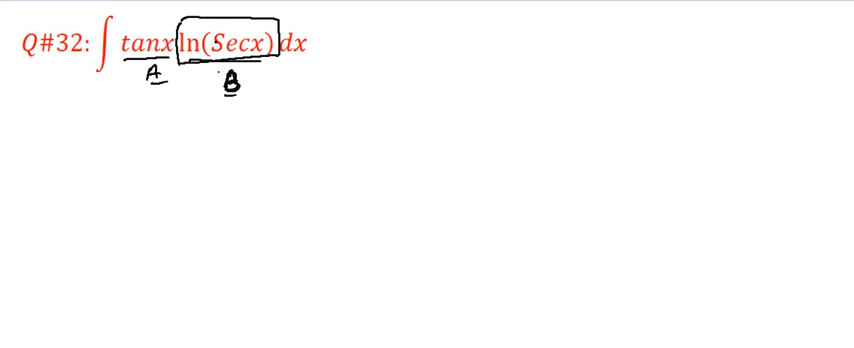 Q#32: ∫ tanx ln(Secx) dx
A B